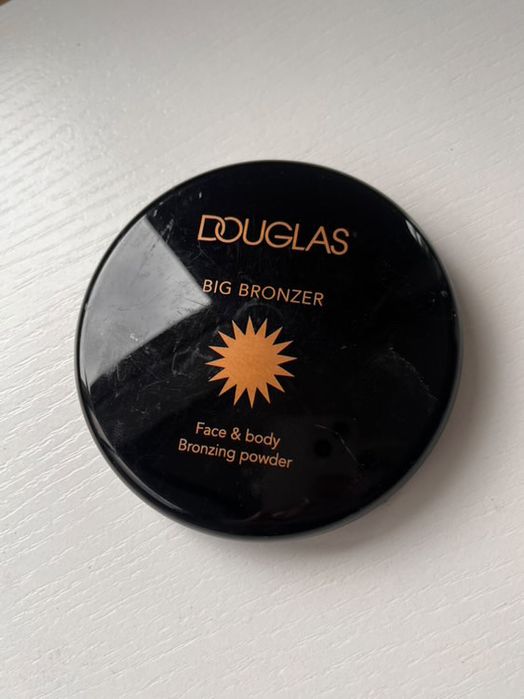 DOUGLAS
BIG BRONZER
Face & body
Bronzing powder